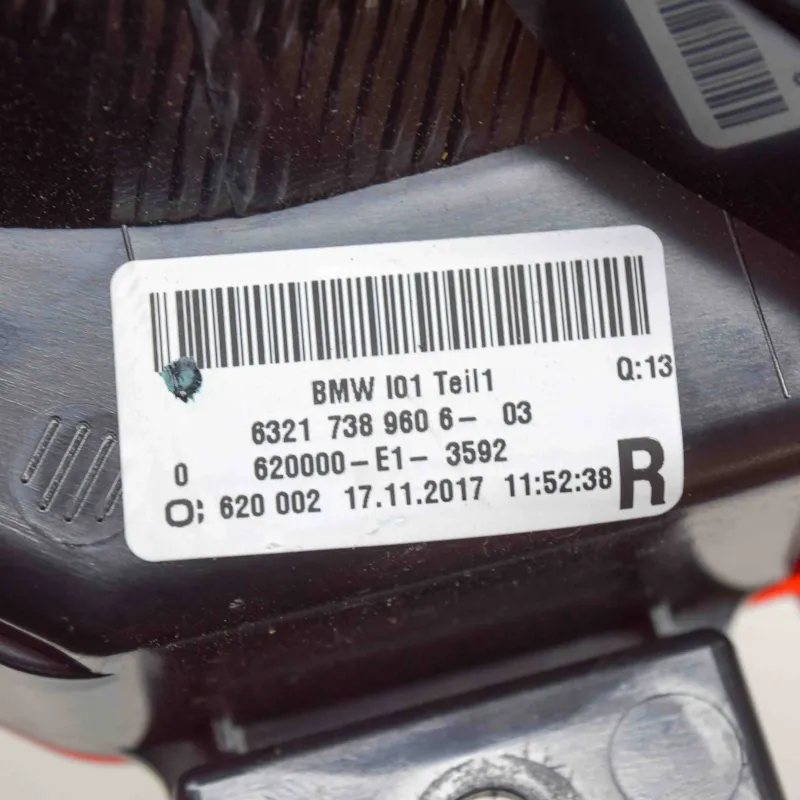 BMW I01 Teil1
Q:13
6321 738 960 6- 03
0 620000-E1- 3592
O; 620 002 17.11.2017 11:52:38 R